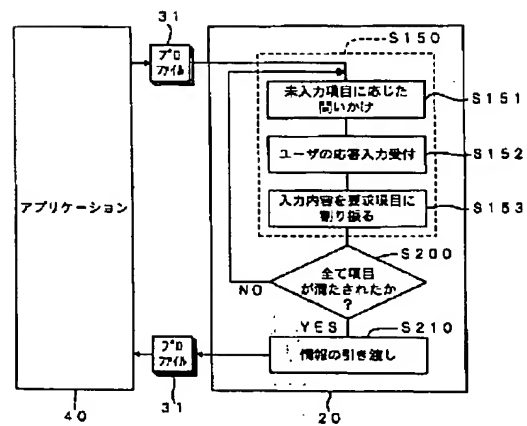 31
プロ
ファイル
S150
未入力項目に応じた
問いかけ
S151
ユーザの応答入力受付
S152
入力内容を要求項目に
割り振る
S153
アプリケーション
S200
全て項目
が満たされたか
?
NO
YES
S210
情報の引き渡し
プロ
ファイル
31
40
20